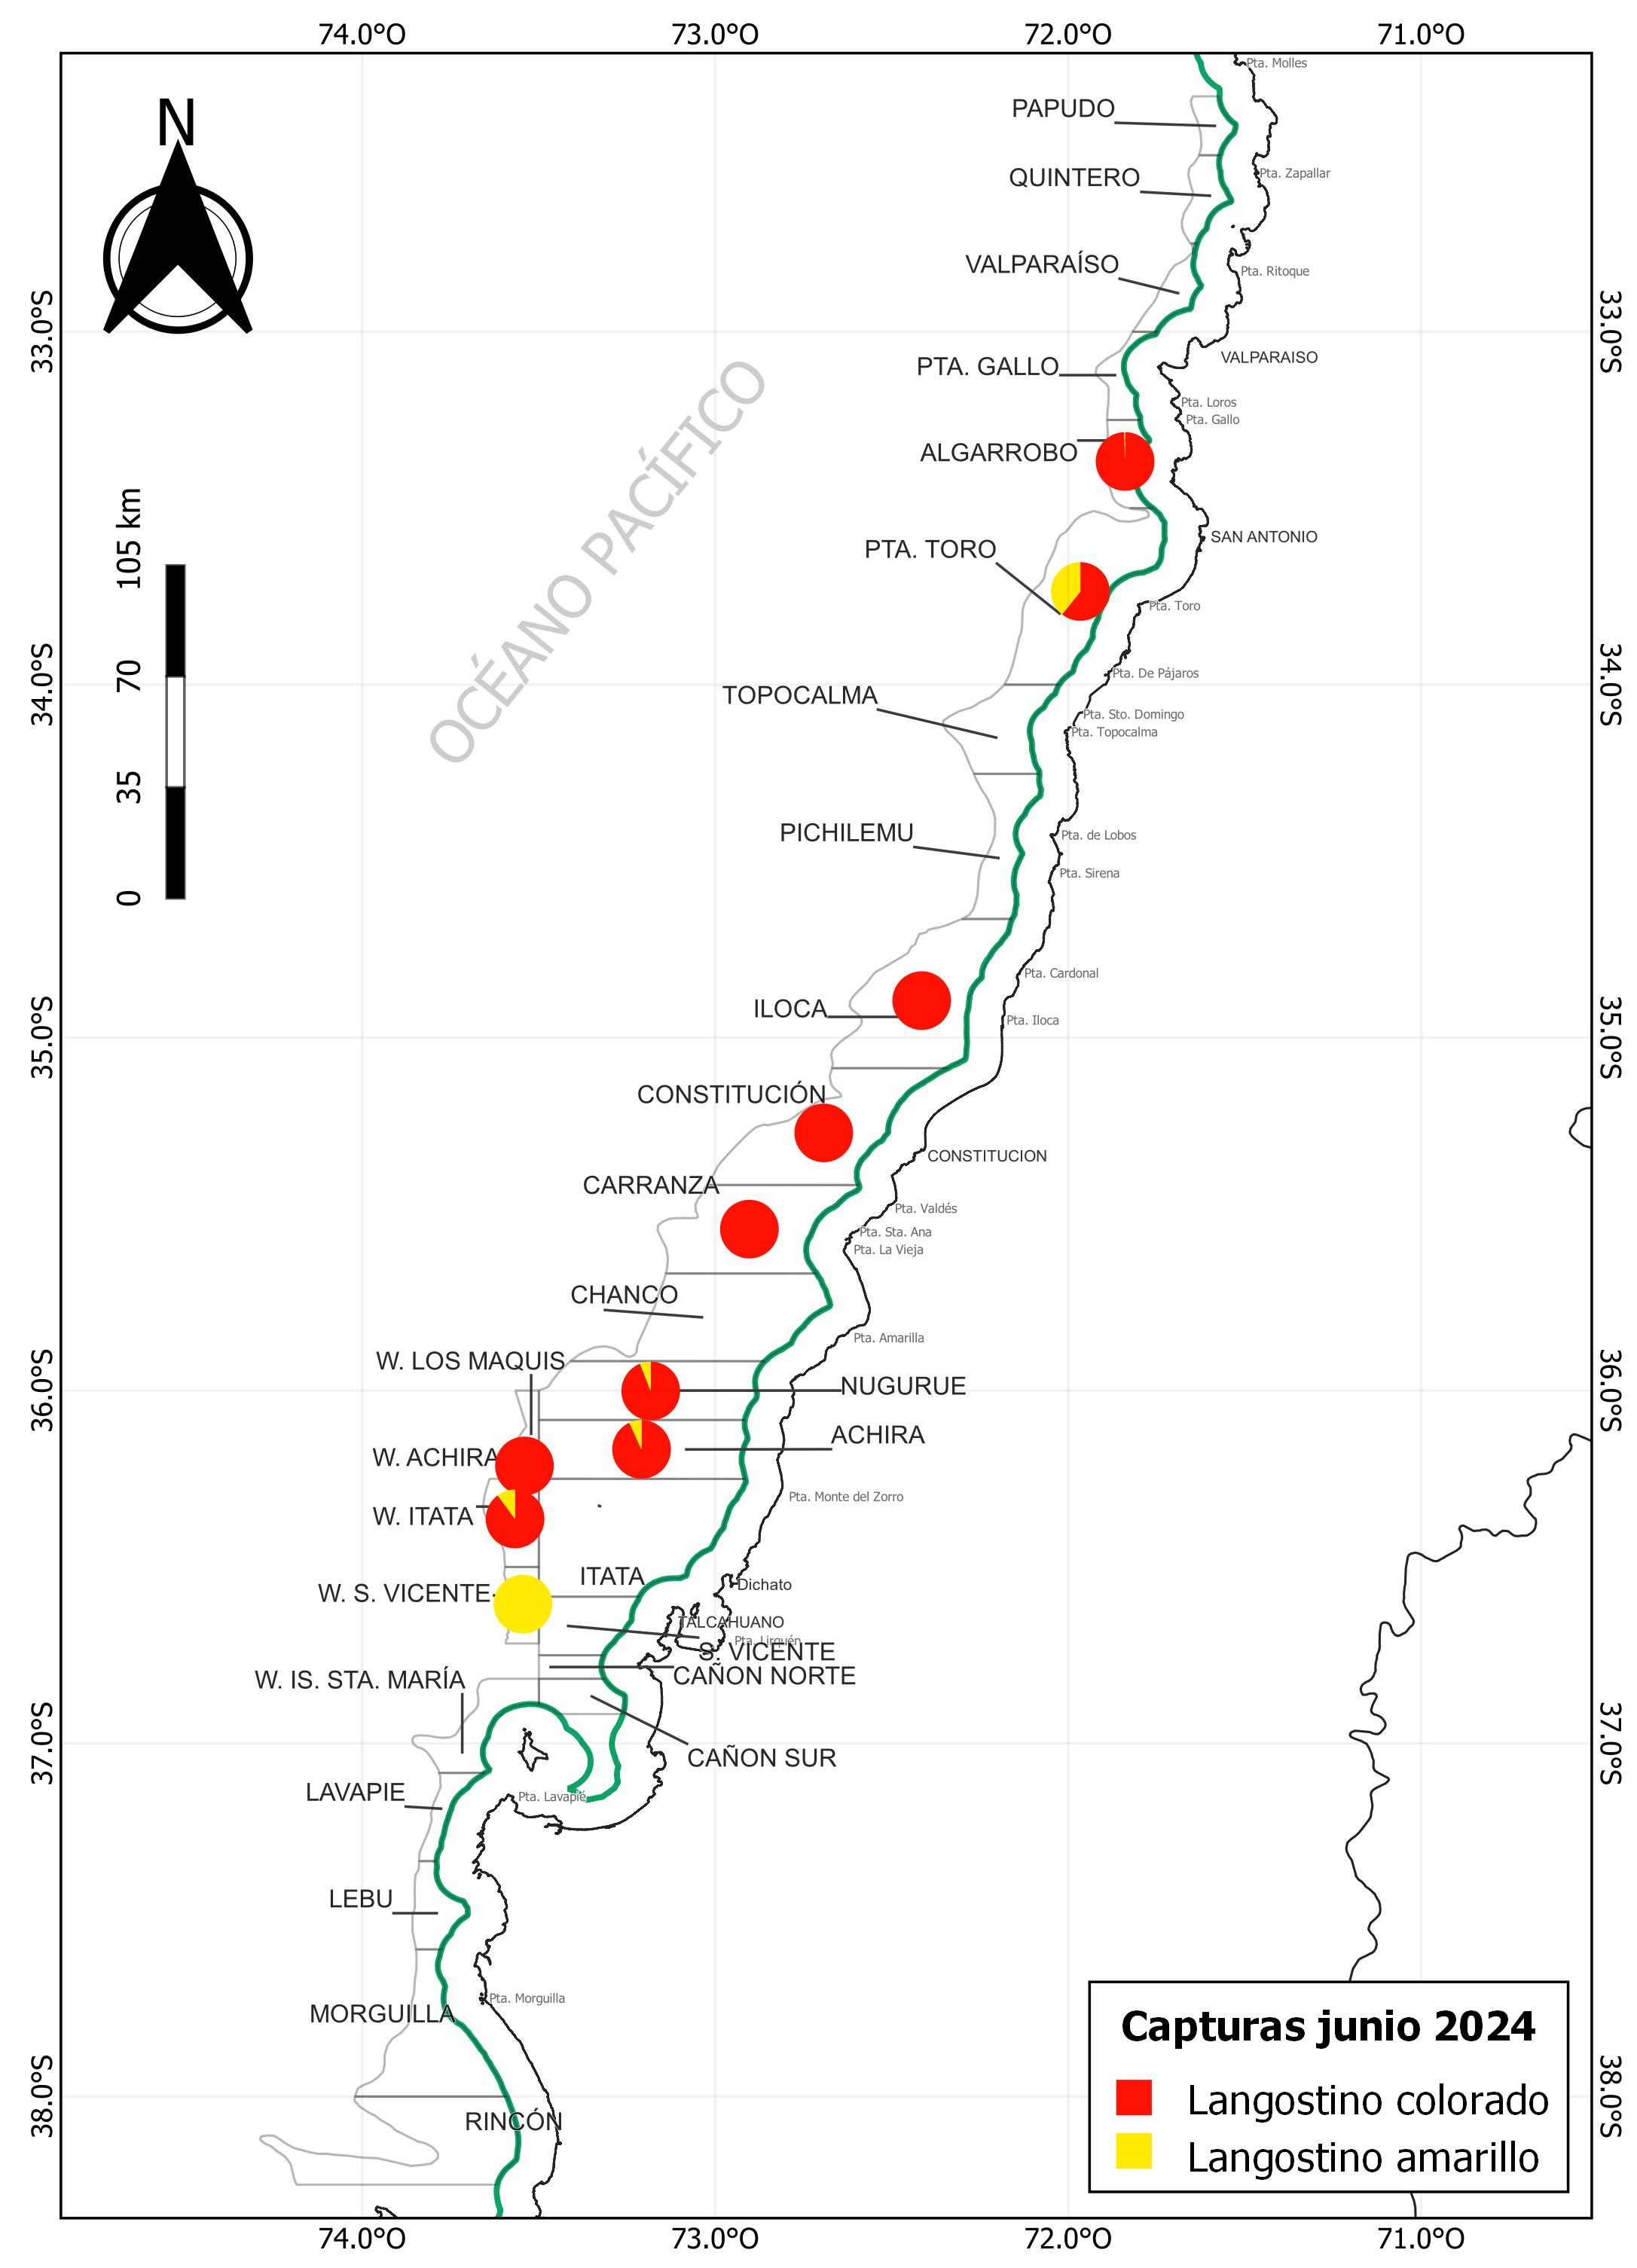 74.0°O 73.0°O 72.0°O 71.0°O
Pta. Molles
PAPUDO
N
Pta. Zapallar
QUINTERO
VALPARAÍSO
Pta. Ritoque
33.0°S
33.0°S
VALPARAISO
PTA. GALLO
Pta. Loros
Pta. Gallo
OCÉANO PACÍFICO
ALGARROBO
SAN ANTONIO
PTA. TORO
105 km
70
35
0
Pta. Toro
34.0°S
34.0°S
Pta. De Pájaros
TOPOCALMA
Pta. Sto. Domingo
Pta. Topocalma
PICHILEMU
Pta. de Lobos
Pta. Sirena
Pta. Cardonal
ILOCA
Pta. Iloca
35.0°S
35.0°S
CONSTITUCIÓN
CONSTITUCION
CARRANZA
Pta. Valdés
Pta. Sta. Ana
Pta. La Vieja
CHANCO
Pta. Amarilla
W. LOS MAQUIS
36.0°S
36.0°S
NUGURUE
ACHIRA
W. ACHIRA
Pta. Monte del Zorro
W. ITATA
ITATA
Dichato
W. S. VICENTE
TALCAHUANO
Pta. Lirquén
S. VICENTE
CAÑON NORTE
W. IS. STA. MARÍA
37.0°S
37.0°S
CAÑON SUR
LAVAPIE
Pta. Lavapié
LEBU
Pta. Morguilla
MORGUILLA
38.0°S
38.0°S
RINCÓN
Capturas junio 2024
Langostino colorado
Langostino amarillo
74.0°O 73.0°O 72.0°O 71.0°O